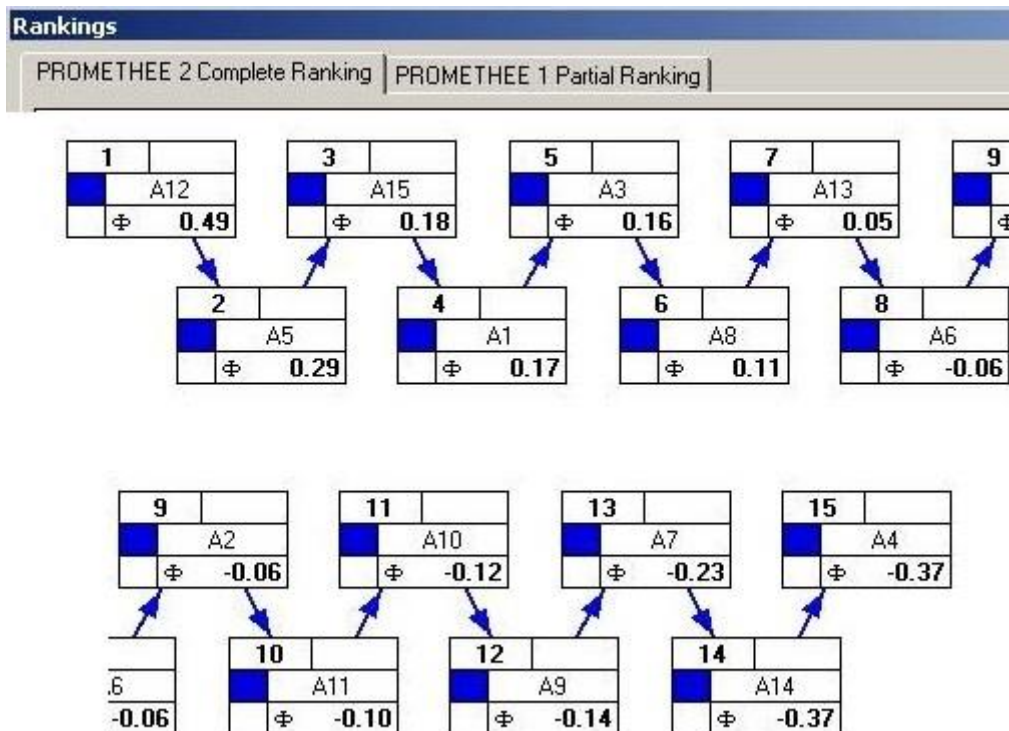 Rankings
PROMETHEE 2 Complete Ranking PROMETHEE 1 Partial Ranking
1 3 5 7 9
A12 A15 A3 A13
Φ 0.49 Φ 0.18 Φ 0.16 Φ 0.05 Φ
2 4 6 8
A5 A1 A8 A6
Φ 0.29 Φ 0.17 Φ 0.11 Φ -0.06
9 11 13 15
A2 A10 A7 A4
Φ -0.06 Φ -0.12 Φ -0.23 Φ -0.37
10 12 14
.6 A11 A9 A14
-0.06 Φ -0.10 Φ -0.14 Φ -0.37